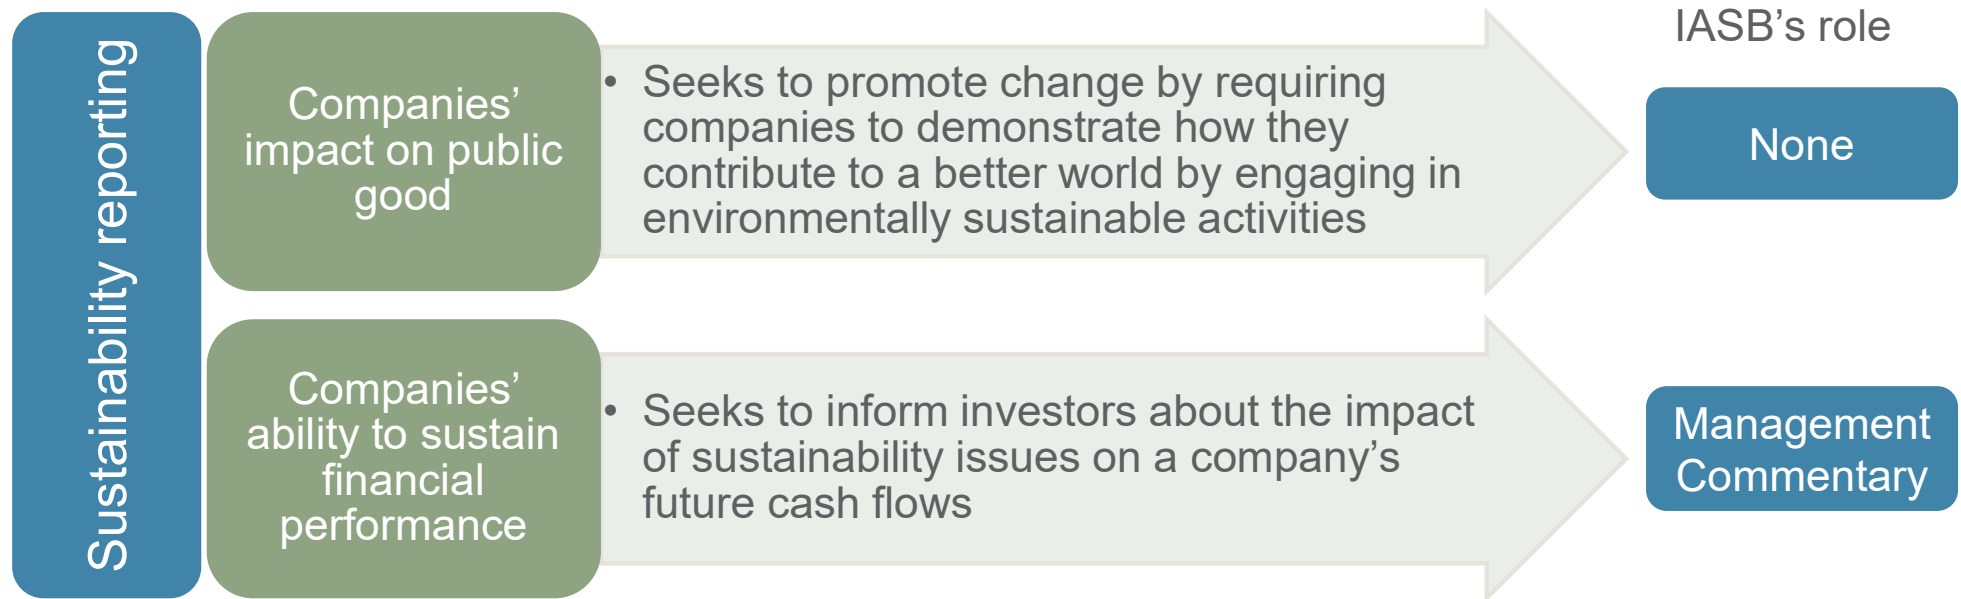 Sustainability reporting
Companies’
impact on public
good
• Seeks to promote change by requiring
companies to demonstrate how they
contribute to a better world by engaging in
environmentally sustainable activities
IASB’s role
None
Companies’
ability to sustain
financial
performance
• Seeks to inform investors about the impact
of sustainability issues on a company’s
future cash flows
Management
Commentary